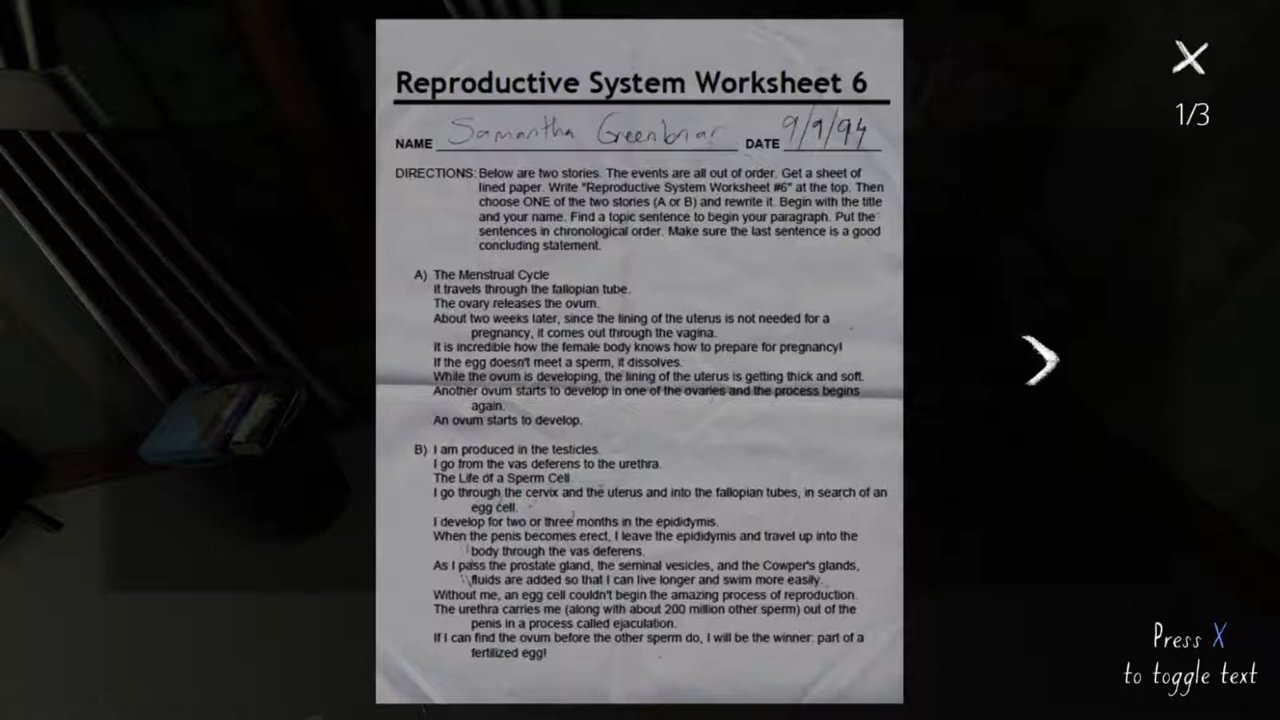 Reproductive System Worksheet 6
1/3
NAME Samantha Greenbriar DATE 9/9/94
DIRECTIONS: Below are two stories. The events are all out of order. Get a sheet of
lined paper. Write "Reproductive System Worksheet #6" at the top. Then
choose ONE of the two stories (A or B) and rewrite it. Begin with the title
and your name. Find a topic sentence to begin your paragraph. Put the
sentences in chronological order. Make sure the last sentence is a good
concluding statement.
A) The Menstrual Cycle
It travels through the fallopian tube.
The ovary releases the ovum.
About two weeks later, since the lining of the uterus is not needed for a
pregnancy, it comes out through the vagina.
It is incredible how the female body knows how to prepare for pregnancy!
If the egg doesn't meet a sperm, it dissolves.
While the ovum is developing, the lining of the uterus is getting thick and soft.
Another ovum starts to develop in one of the ovaries and the process begins
again.
An ovum starts to develop.
B) I am produced in the testicles.
I go from the vas deferens to the urethra.
The Life of a Sperm Cell
I go through the cervix and the uterus and into the fallopian tubes, in search of an
egg cell.
I develop for two or three months in the epididymis.
When the penis becomes erect, I leave the epididymis and travel up into the
body through the vas deferens.
As I pass the prostate gland, the seminal vesicles, and the Cowper's glands,
fluids are added so that I can live longer and swim more easily.
Without me, an egg cell couldn't begin the amazing process of reproduction.
The urethra carries me (along with about 200 million other sperm) out of the
penis in a process called ejaculation.
If I can find the ovum before the other sperm do, I will be the winner: part of a
fertilized egg!
Press X
to toggle text